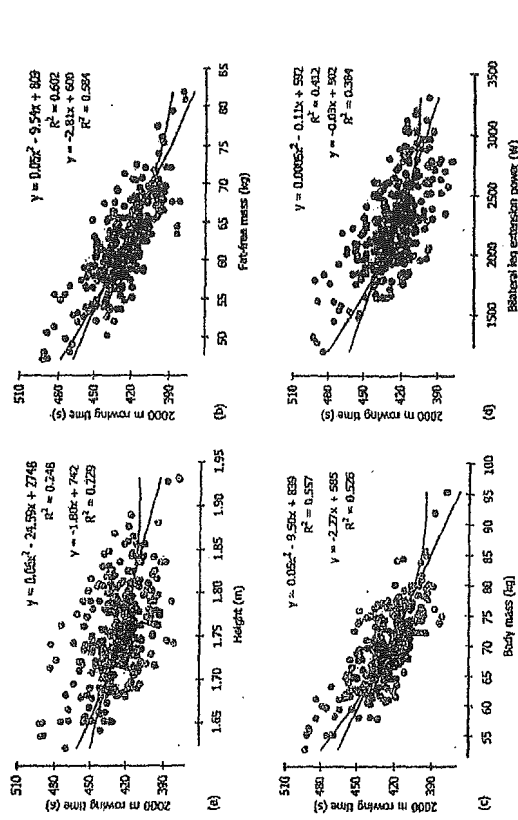 (a)
2000 m rowing time (s)
510
480
450
420
390
y = 0.06x² - 24.59x + 2748
R² = 0.248
y = -1.80x + 742
R² = 0.229
1.65 1.70 1.75 1.80 1.85 1.90 1.95
Height (m)
(b)
2000 m rowing time (s)
510
480
450
420
390
y = 0.05x² - 9.54x + 809
R² = 0.602
y = -2.81x + 600
R² = 0.584
50 55 60 65 70 75 80 85
Fat-free mass (kg)
(c)
2000 m rowing time (s)
510
480
450
420
390
y = 0.05x² - 9.50x + 839
R² = 0.557
y = -2.27x + 585
R² = 0.526
55 60 65 70 75 80 85 90 95 100
Body mass (kg)
(d)
2000 m rowing time (s)
510
480
450
420
390
R² = 0.412
y = -0.03x + 502
R² = 0.384
1500 2000 2500 3000 3500
Bilateral leg extension power (W)